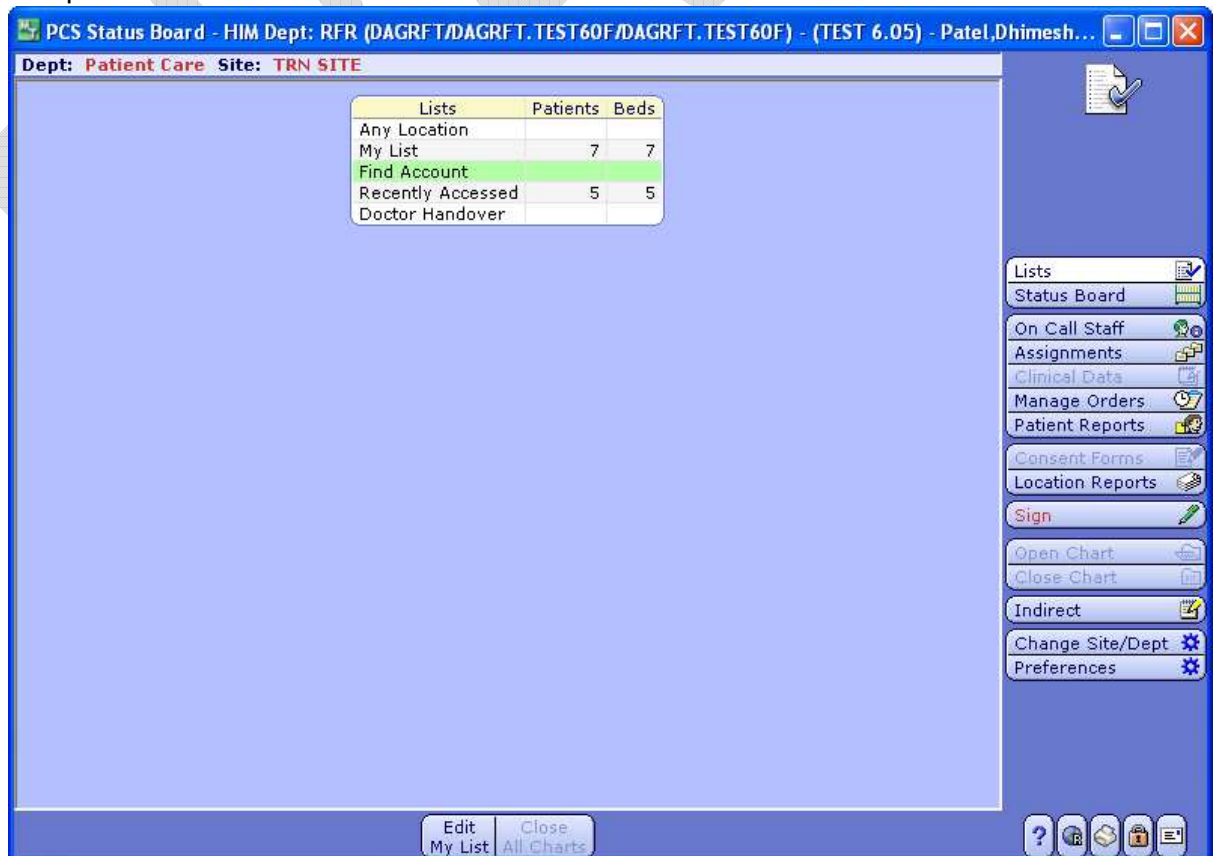 PCS Status Board - HIM Dept: RFR (DAGRFT/DAGRFT.TEST60F/DAGRFT.TEST60F) - (TEST 6.05) - Patel,Dhimesh...
Dept: Patient Care Site: TRN SITE
Lists Patients Beds
Any Location
My List 7 7
Find Account
Recently Accessed 5 5
Doctor Handover
Lists
Status Board
On Call Staff
Assignments
Clinical Data
Manage Orders
Patient Reports
Consent Forms
Location Reports
Sign
Open Chart
Close Chart
Indirect
Change Site/Dept
Preferences
Edit
My List
Close
All Charts
?